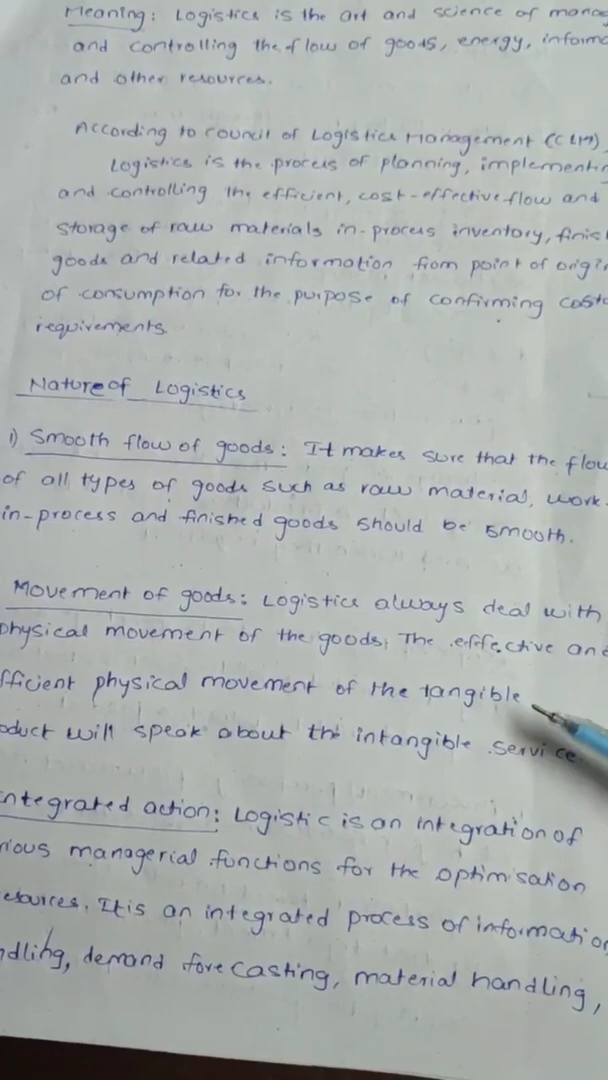 Meaning: Logistics is the art and science of manag
and controlling the flow of goods, energy, informa
and other resources.
According to council of Logistics Management (CLM),
Logistics is the process of planning, implementin
and controlling the efficient, cost-effective flow and
storage of raw materials in-process inventory, finis
goods and related information from point of origin
of consumption for the purpose of confirming costo
requirements.
Nature of Logistics
i) Smooth flow of goods: It makes sure that the flow
of all types of goods such as raw material, work-
in-process and finished goods should be smooth.
Movement of goods: Logistics always deal with
physical movement of the goods, The effective and
fficient physical movement of the tangible
oduct will speak about the intangible service.
ntegrated action: Logistic is an integration of
rious managerial functions for the optimisation
esources. It is an integrated process of information
ndling, demand forecasting, material handling,